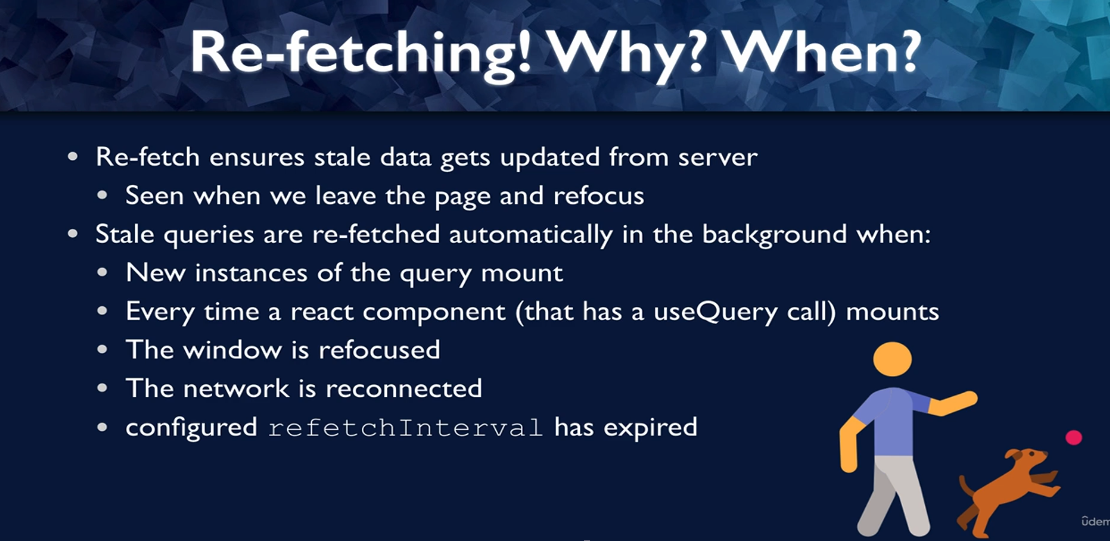 Re-fetching! Why? When?
• Re-fetch ensures stale data gets updated from server
• Seen when we leave the page and refocus
• Stale queries are re-fetched automatically in the background when:
• New instances of the query mount
• Every time a react component (that has a useQuery call) mounts
• The window is refocused
• The network is reconnected
• configured refetchInterval has expired
ûdem